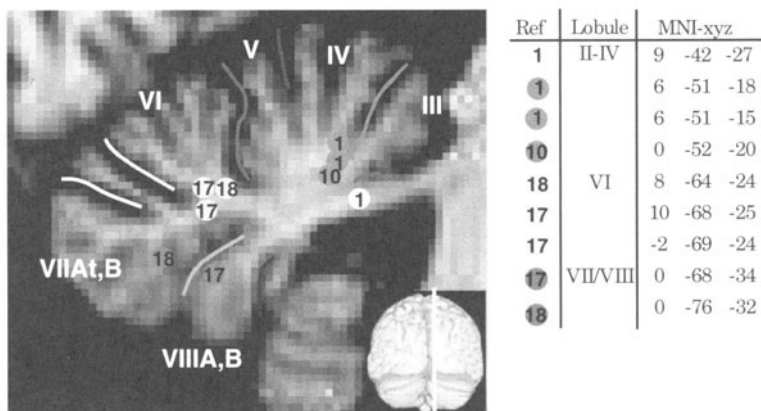 V
IV
VI
III
1
1
10
17 18
17
1
VIIAt,B
18
17
VIIIA,B
Ref Lobule MNI-xyz
1 II-IV 9 -42 -27
1 6 -51 -18
1 6 -51 -15
10 0 -52 -20
18 VI 8 -64 -24
17 10 -68 -25
17 -2 -69 -24
17 VII/VIII 0 -68 -34
18 0 -76 -32